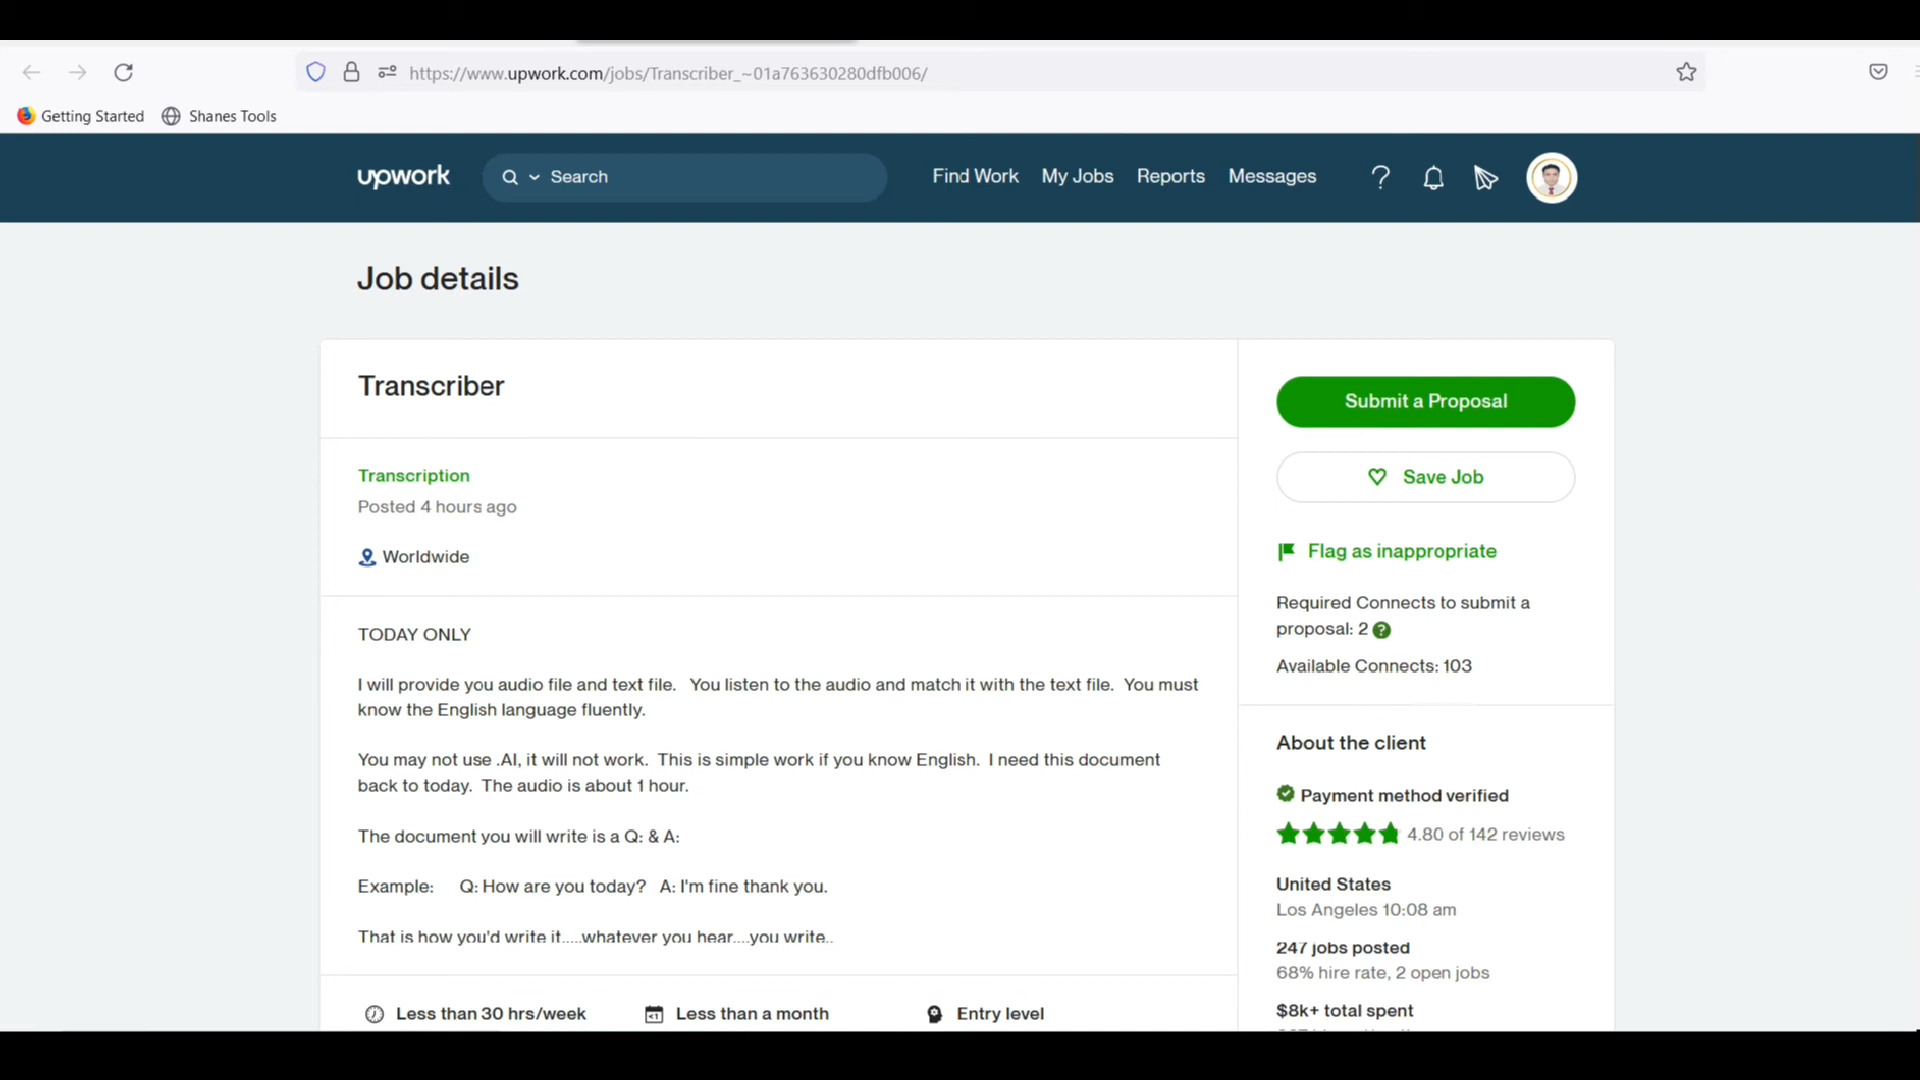 https://www.upwork.com/jobs/Transcriber_~01a763630280dfb006/
Getting Started Shanes Tools
upwork Search Find Work My Jobs Reports Messages
Job details
Transcriber
Transcription
Posted 4 hours ago
Worldwide
TODAY ONLY
I will provide you audio file and text file. You listen to the audio and match it with the text file. You must
know the English language fluently.
You may not use .AI, it will not work. This is simple work if you know English. I need this document
back to today. The audio is about 1 hour.
The document you will write is a Q: & A:
Example: Q: How are you today? A: I'm fine thank you.
That is how you'd write it.....whatever you hear....you write..
Less than 30 hrs/week Less than a month Entry level
Submit a Proposal
Save Job
Flag as inappropriate
Required Connects to submit a
proposal: 2
Available Connects: 103
About the client
Payment method verified
4.80 of 142 reviews
United States
Los Angeles 10:08 am
247 jobs posted
68% hire rate, 2 open jobs
$8k+ total spent